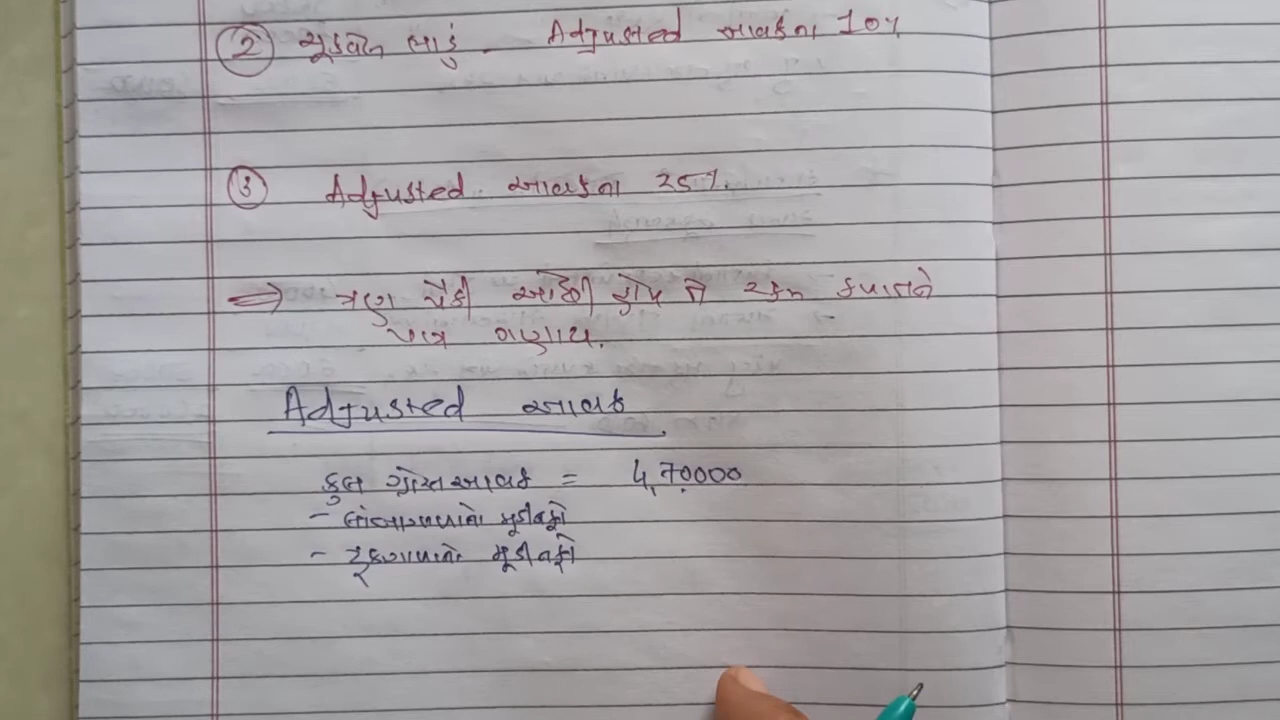 ② ચૂકવેલ ભાડું - Adjusted આવકના 10%
③ Adjusted આવકના 25%.
⇒ ત્રણ પૈકી ઓછી હોય તે રકમ કપાતને
પાત્ર ગણાય.
Adjusted આવક
કુલ ગ્રોસ આવક = 4,70000
- લાંબાગાળાનો મૂડીનફો
- ટૂંકાગાળાનો મૂડીનફો